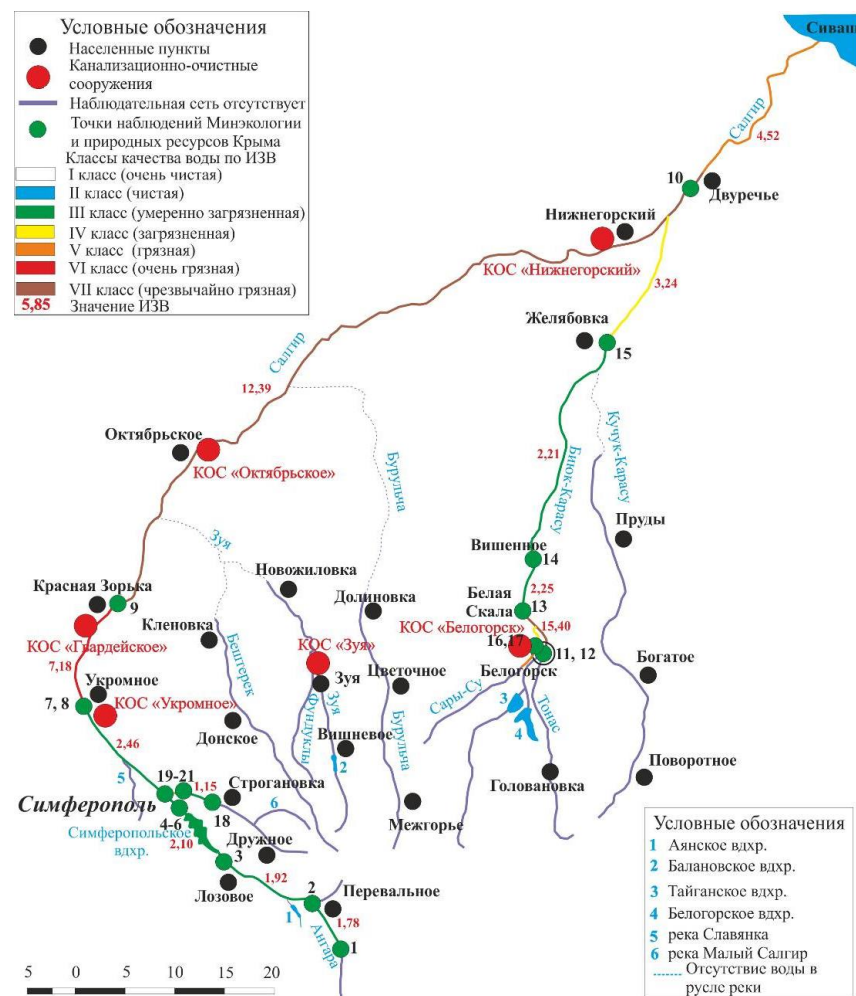 Условные обозначения
Населенные пункты
Канализационно-очистные
сооружения
Наблюдательная сеть отсутствует
Точки наблюдений Минэкологии
и природных ресурсов Крыма
Классы качества воды по ИЗВ
I класс (очень чистая)
II класс (чистая)
III класс (умеренно загрязненная)
IV класс (загрязненная)
V класс (грязная)
VI класс (очень грязная)
VII класс (чрезвычайно грязная)
5,85 Значение ИЗВ
Сиваш
Салгир
4,52
10
Двуречье
Нижнегорский
КОС «Нижнегорский»
3,24
Желябовка
15
Салгир
12,39
Октябрьское
КОС «Октябрьское»
Бурульча
Кучук-Карасу
2,21
Биюк-Карасу
Пруды
Зуя
Вишенное
14
Новожиловка
Красная Зорька
9
Долиновка
Белая
Скала
2,25
13
КОС «Гвардейское»
Кленовка
КОС «Зуя»
КОС «Белогорск»
15,40
16,17
11, 12
Белогорск
Богатое
7,18
Укромное
7, 8
КОС «Укромное»
Бештерек
Зуя
Цветочное
Сары-Су
3
4
Тонас
Донское
Фундуклы
Зуя
Вишневое
2
Бурульча
Головановка
Поворотное
2,46
5
19-21
1,15
Строгановка
Симферополь
4-6
18
6
Межгорье
Симферопольское
вдхр.
2,10
Дружное
3
Лозовое
1,92
2
Перевальное
1
1,78
Ангара
1
5 0 5 10 15 20
Условные обозначения
1 Аянское вдхр.
2 Балановское вдхр.
3 Тайганское вдхр.
4 Белогорское вдхр.
5 река Славянка
6 река Малый Салгир
Отсутствие воды в
русле реки